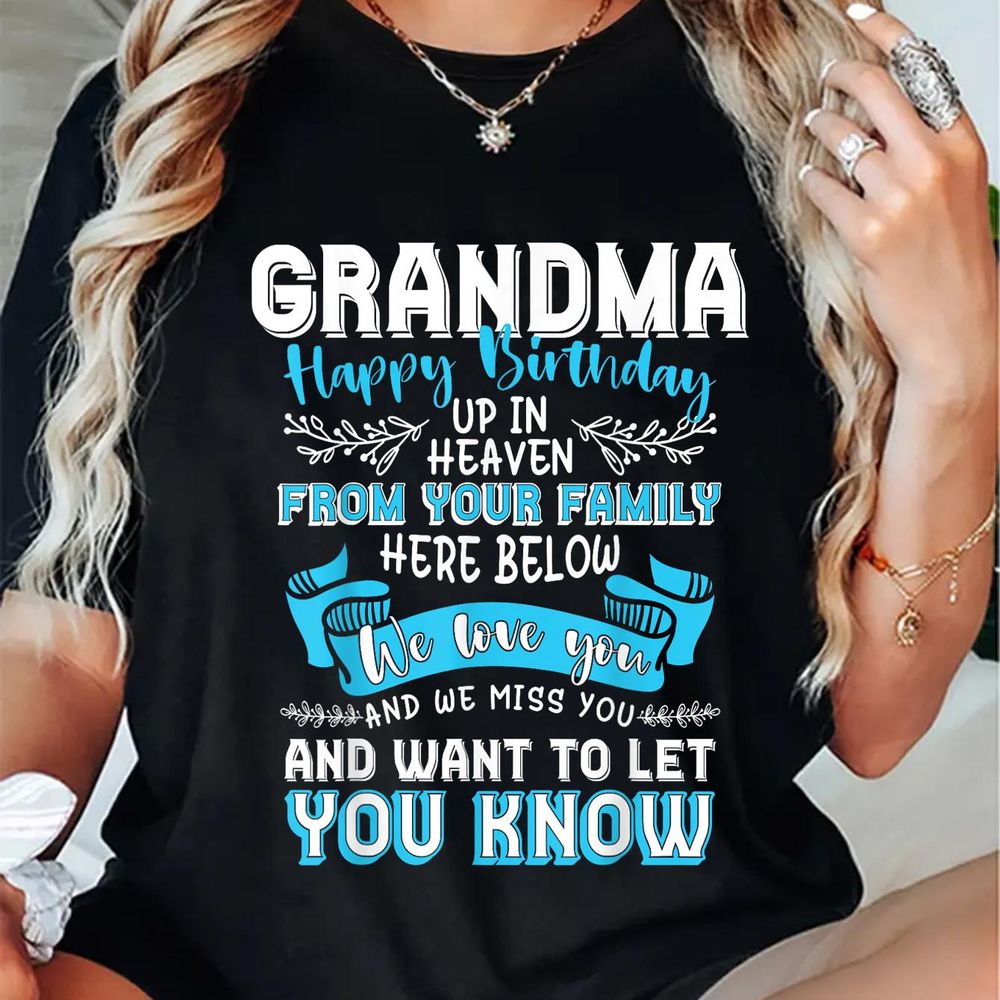 GRANDMA
Happy Birthday
UP IN
HEAVEN
FROM YOUR FAMILY
HERE BELOW
We love you
AND WE MISS YOU
AND WANT TO LET
YOU KNOW